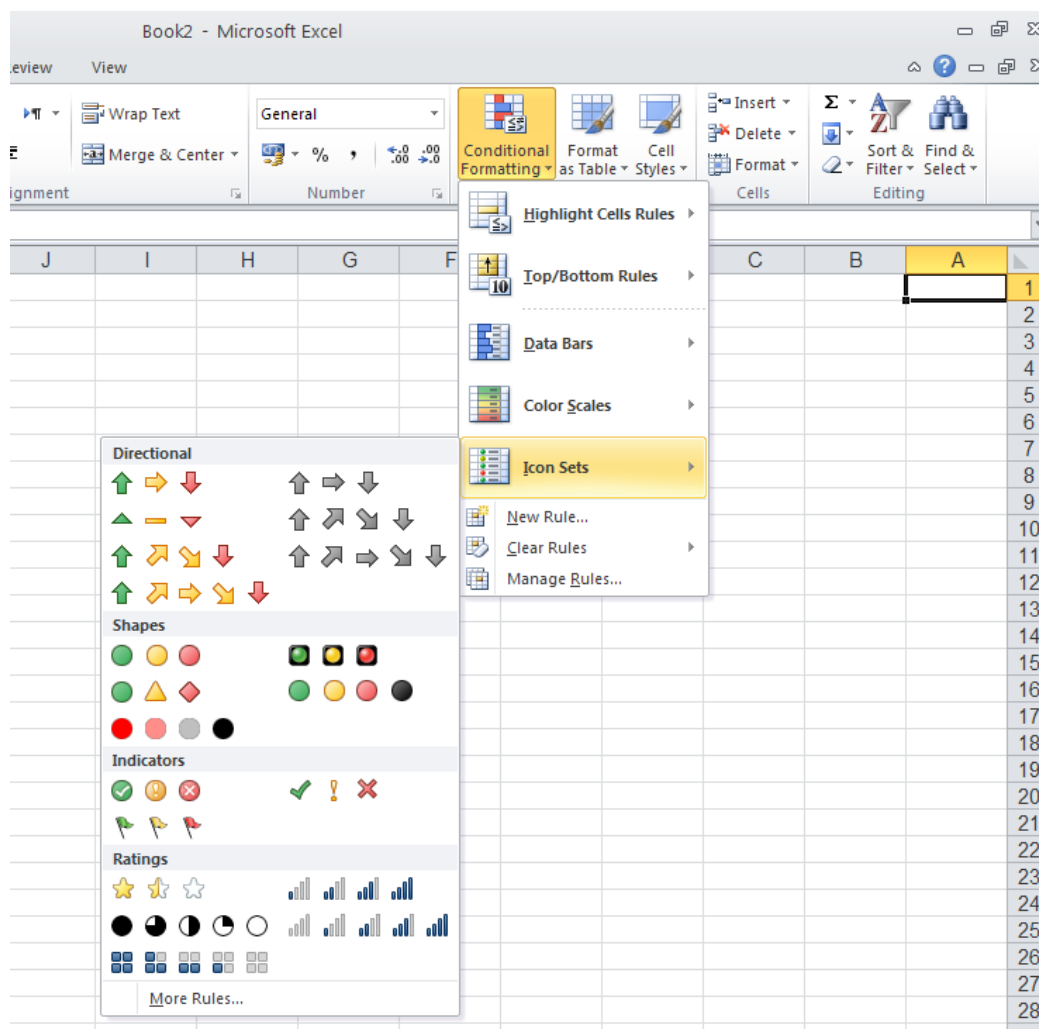 Book2 - Microsoft Excel
eview View
Wrap Text General Insert Σ
Merge & Center % , .00 .00 Conditional Formatting Format as Table Cell Styles Delete Format Sort & Filter Find & Select
ignment Number Cells Editing
J I H G F C B A
Highlight Cells Rules
Top/Bottom Rules
10
Data Bars
Color Scales
Icon Sets
New Rule...
Clear Rules
Manage Rules...
Directional
Shapes
Indicators
Ratings
More Rules...
1
2
3
4
5
6
7
8
9
10
11
12
13
14
15
16
17
18
19
20
21
22
23
24
25
26
27
28